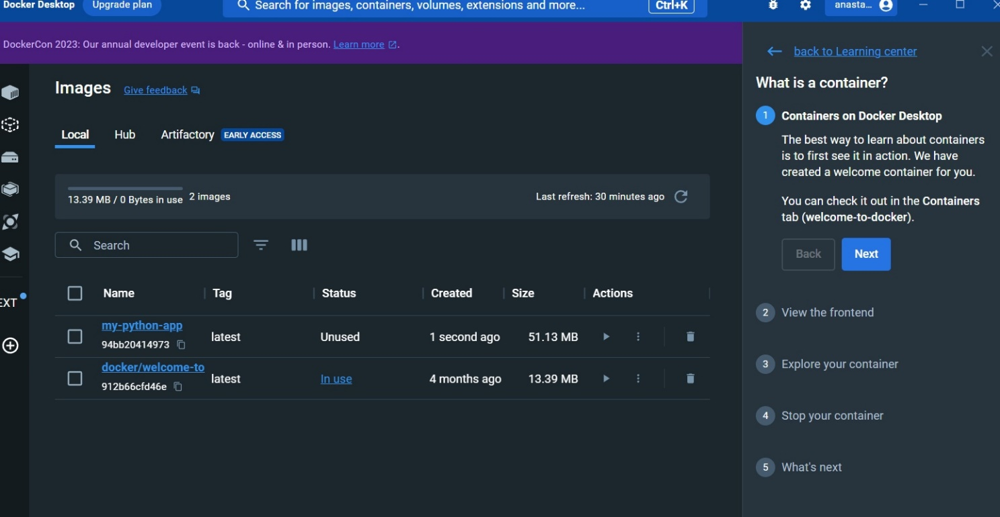 Docker Desktop Upgrade plan Search for images, containers, volumes, extensions and more... Ctrl+K anasta...
DockerCon 2023: Our annual developer event is back - online & in person. Learn more.
Images Give feedback
Local Hub Artifactory EARLY ACCESS
13.39 MB / 0 Bytes in use 2 images Last refresh: 30 minutes ago
Search
Name Tag Status Created Size Actions
my-python-app
94bb20414973 latest Unused 1 second ago 51.13 MB
docker/welcome-to
912b66cfd46e latest In use 4 months ago 13.39 MB
EXT
back to Learning center
What is a container?
1 Containers on Docker Desktop
The best way to learn about containers
is to first see it in action. We have
created a welcome container for you.
You can check it out in the Containers
tab (welcome-to-docker).
Back Next
2 View the frontend
3 Explore your container
4 Stop your container
5 What's next